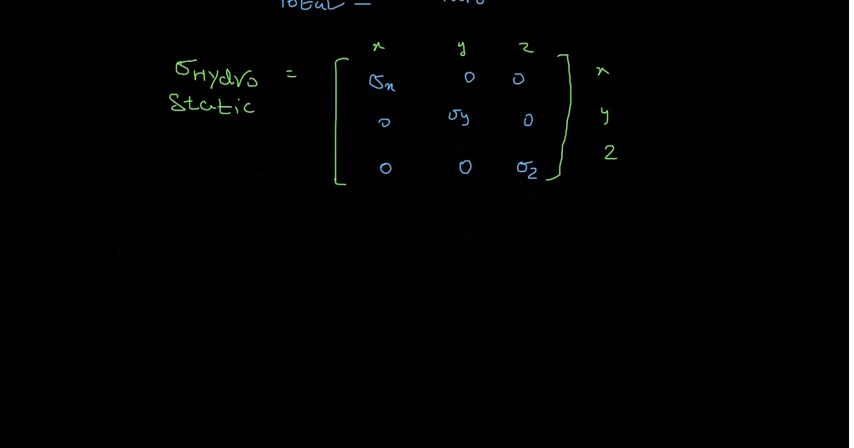 x y z
σHydro = [ σx 0 0 ] x
Static 0 σy 0 y
0 0 σz z